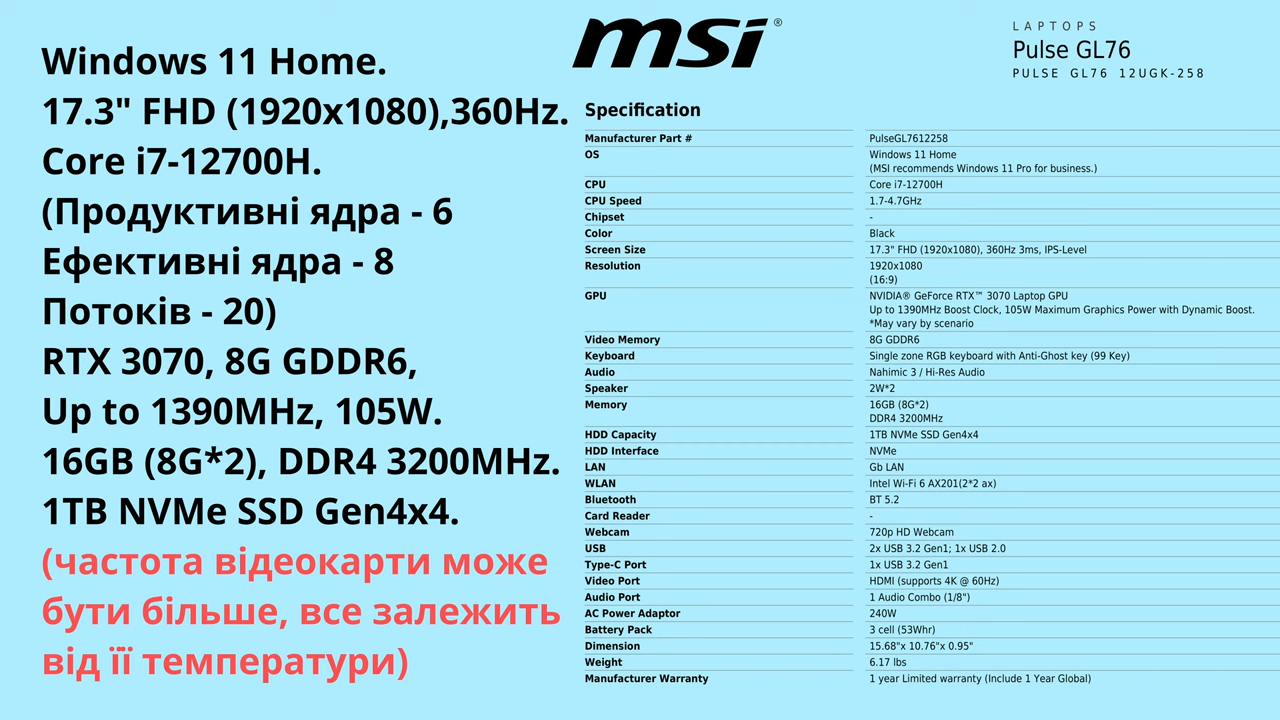 Windows 11 Home.
17.3" FHD (1920x1080),360Hz.
Core i7-12700H.
(Продуктивні ядра - 6
Ефективні ядра - 8
Потоків - 20)
RTX 3070, 8G GDDR6,
Up to 1390MHz, 105W.
16GB (8G*2), DDR4 3200MHz.
1TB NVMe SSD Gen4x4.
(частота відеокарти може
бути більше, все залежить
від її температури)
msi®
LAPTOPS
Pulse GL76
PULSE GL76 12UGK-258
Specification
Manufacturer Part # PulseGL7612258
OS Windows 11 Home
(MSI recommends Windows 11 Pro for business.)
CPU Core i7-12700H
CPU Speed 1.7-4.7GHz
Chipset -
Color Black
Screen Size 17.3" FHD (1920x1080), 360Hz 3ms, IPS-Level
Resolution 1920x1080
(16:9)
GPU NVIDIA® GeForce RTX™ 3070 Laptop GPU
Up to 1390MHz Boost Clock, 105W Maximum Graphics Power with Dynamic Boost.
*May vary by scenario
Video Memory 8G GDDR6
Keyboard Single zone RGB keyboard with Anti-Ghost key (99 Key)
Audio Nahimic 3 / Hi-Res Audio
Speaker 2W*2
Memory 16GB (8G*2)
DDR4 3200MHz
HDD Capacity 1TB NVMe SSD Gen4x4
HDD Interface NVMe
LAN Gb LAN
WLAN Intel Wi-Fi 6 AX201(2*2 ax)
Bluetooth BT 5.2
Card Reader -
Webcam 720p HD Webcam
USB 2x USB 3.2 Gen1; 1x USB 2.0
Type-C Port 1x USB 3.2 Gen1
Video Port HDMI (supports 4K @ 60Hz)
Audio Port 1 Audio Combo (1/8")
AC Power Adaptor 240W
Battery Pack 3 cell (53Whr)
Dimension 15.68"x 10.76"x 0.95"
Weight 6.17 lbs
Manufacturer Warranty 1 year Limited warranty (Include 1 Year Global)